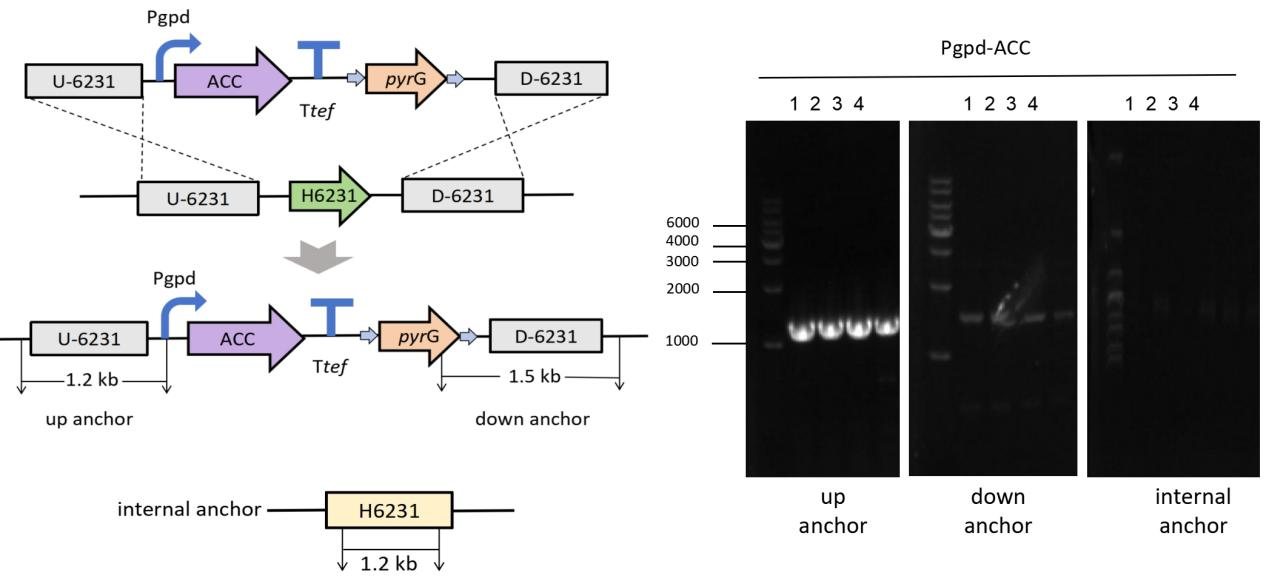 Pgpd
U-6231
ACC
pyrG
D-6231
Ttef
U-6231
H6231
D-6231
Pgpd
U-6231
ACC
pyrG
D-6231
Ttef
1.2 kb
1.5 kb
up anchor
down anchor
internal anchor
H6231
1.2 kb
Pgpd-ACC
1 2 3 4
1 2 3 4
1 2 3 4
6000
4000
3000
2000
1000
up
anchor
down
anchor
internal
anchor